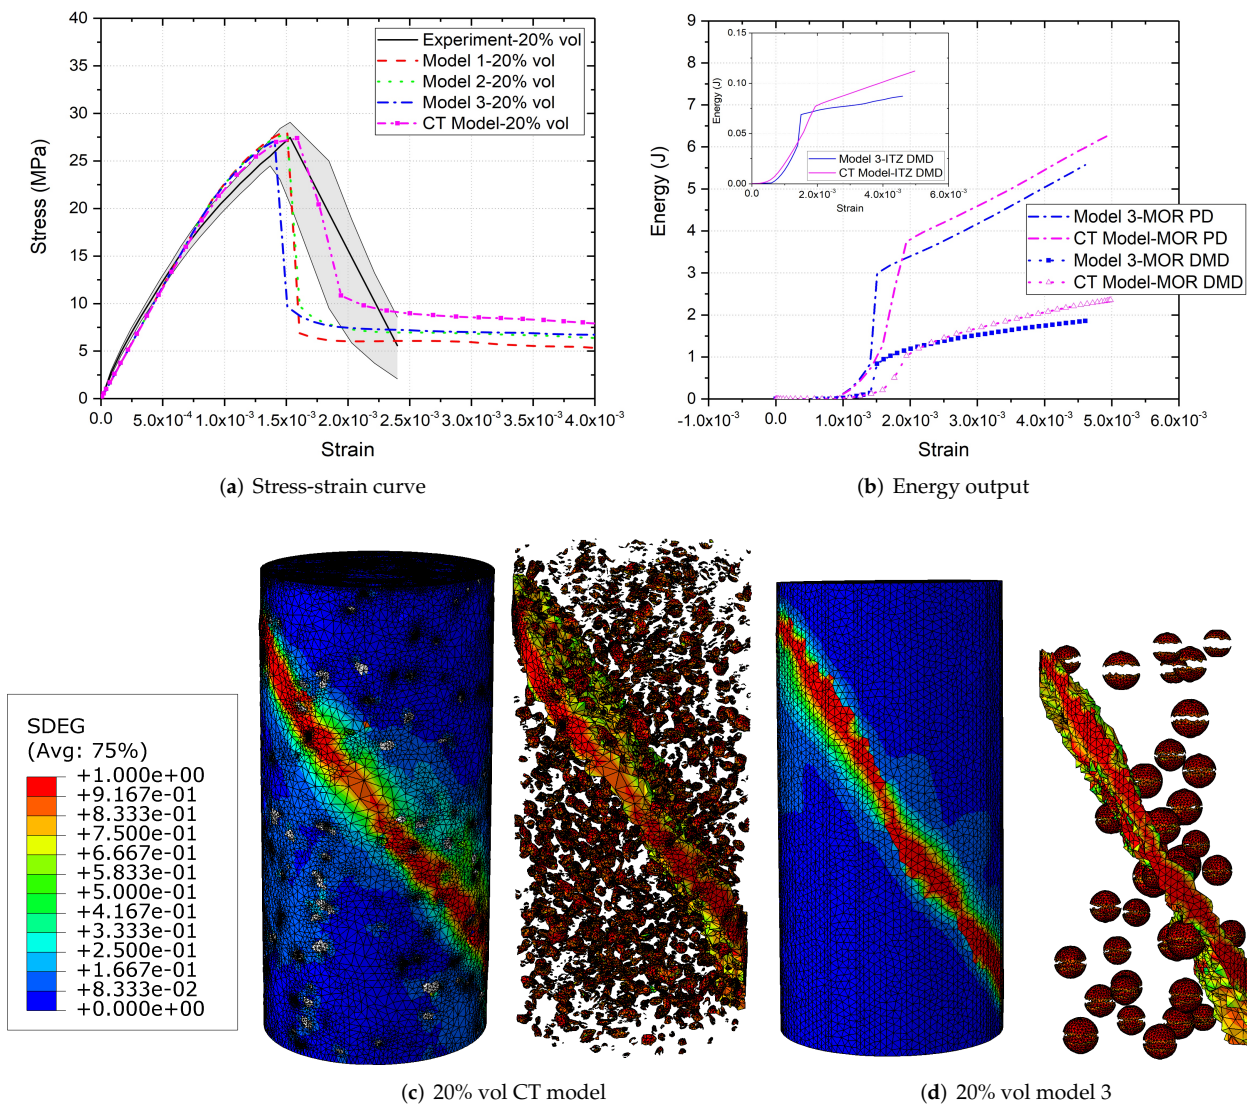 40
35
30
25
20
15
10
5
0
Stress (MPa)
Experiment-20% vol
Model 1-20% vol
Model 2-20% vol
Model 3-20% vol
CT Model-20% vol
0.0 5.0x10⁻⁴ 1.0x10⁻³ 1.5x10⁻³ 2.0x10⁻³ 2.5x10⁻³ 3.0x10⁻³ 3.5x10⁻³ 4.0x10⁻³
Strain
(a) Stress-strain curve
9
8
7
6
5
4
3
2
1
0
Energy (J)
0.15
0.10
0.05
0.00
Energy (J)
Model 3-ITZ DMD
CT Model-ITZ DMD
0.0 2.0x10⁻³ 4.0x10⁻³ 6.0x10⁻³
Strain
Model 3-MOR PD
CT Model-MOR PD
Model 3-MOR DMD
CT Model-MOR DMD
-1.0x10⁻³ 0.0 1.0x10⁻³ 2.0x10⁻³ 3.0x10⁻³ 4.0x10⁻³ 5.0x10⁻³ 6.0x10⁻³
Strain
(b) Energy output
SDEG
(Avg: 75%)
+1.000e+00
+9.167e-01
+8.333e-01
+7.500e-01
+6.667e-01
+5.833e-01
+5.000e-01
+4.167e-01
+3.333e-01
+2.500e-01
+1.667e-01
+8.333e-02
+0.000e+00
(c) 20% vol CT model
(d) 20% vol model 3